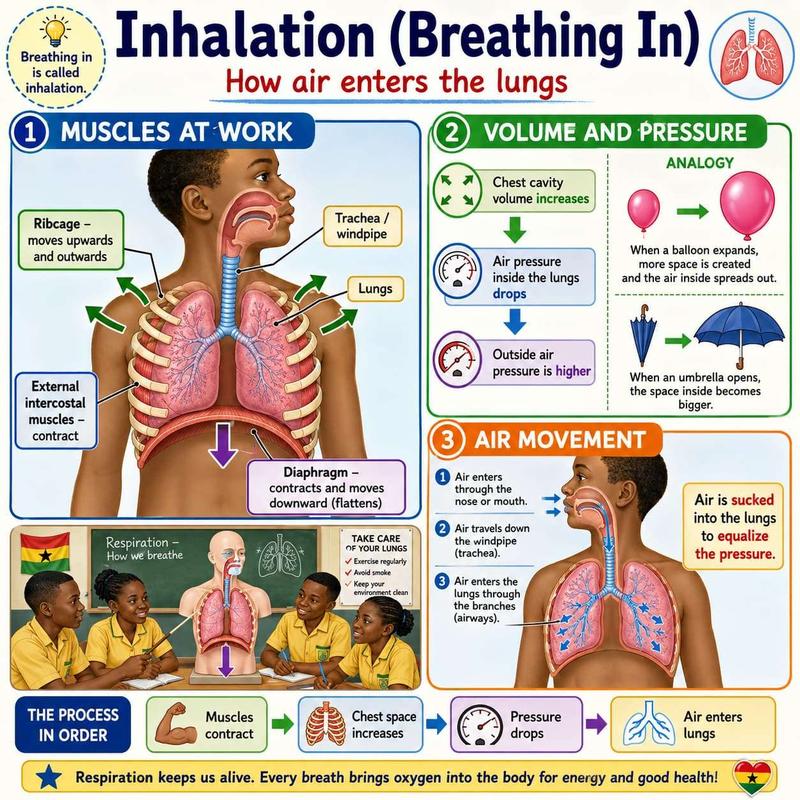 Breathing in
is called
inhalation.
Inhalation (Breathing In)
How air enters the lungs
1 MUSCLES AT WORK
Ribcage –
moves upwards
and outwards
Trachea /
windpipe
Lungs
External
intercostal
muscles –
contract
Diaphragm –
contracts and moves
downward (flattens)
2 VOLUME AND PRESSURE
Chest cavity
volume increases
Air pressure
inside the lungs
drops
Outside air
pressure is higher
ANALOGY
When a balloon expands,
more space is created
and the air inside spreads out.
When an umbrella opens,
the space inside becomes
bigger.
3 AIR MOVEMENT
1 Air enters
through the
nose or mouth.
2 Air travels down
the windpipe
(trachea).
3 Air enters the
lungs through
the branches
(airways).
Air is sucked
into the lungs
to equalize
the pressure.
Respiration –
How we breathe
TAKE CARE
OF YOUR LUNGS
✓ Exercise regularly
✓ Avoid smoke
✓ Keep your
environment clean
THE PROCESS
IN ORDER
Muscles
contract
Chest space
increases
Pressure
drops
Air enters
lungs
Respiration keeps us alive. Every breath brings oxygen into the body for energy and good health!